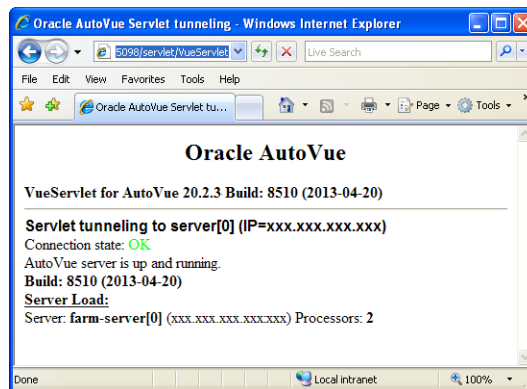 Oracle AutoVue Servlet tunneling - Windows Internet Explorer
5098/servlet/VueServlet
Live Search
File Edit View Favorites Tools Help
Oracle AutoVue Servlet tu...
Page Tools
Oracle AutoVue
VueServlet for AutoVue 20.2.3 Build: 8510 (2013-04-20)
Servlet tunneling to server[0] (IP=xxx.xxx.xxx.xxx)
Connection state: OK
AutoVue server is up and running.
Build: 8510 (2013-04-20)
Server Load:
Server: farm-server[0] (xxx.xxx.xxx.xxx:xxx) Processors: 2
Done Local intranet 100%